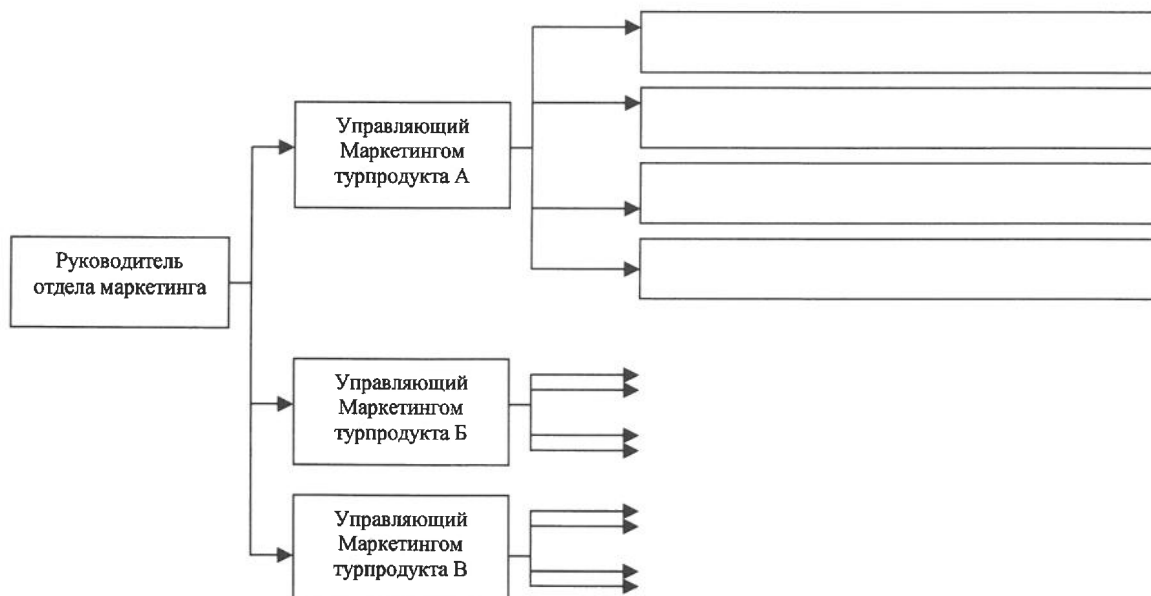 Управляющий
Маркетингом
турпродукта А
Руководитель
отдела маркетинга
Управляющий
Маркетингом
турпродукта Б
Управляющий
Маркетингом
турпродукта В